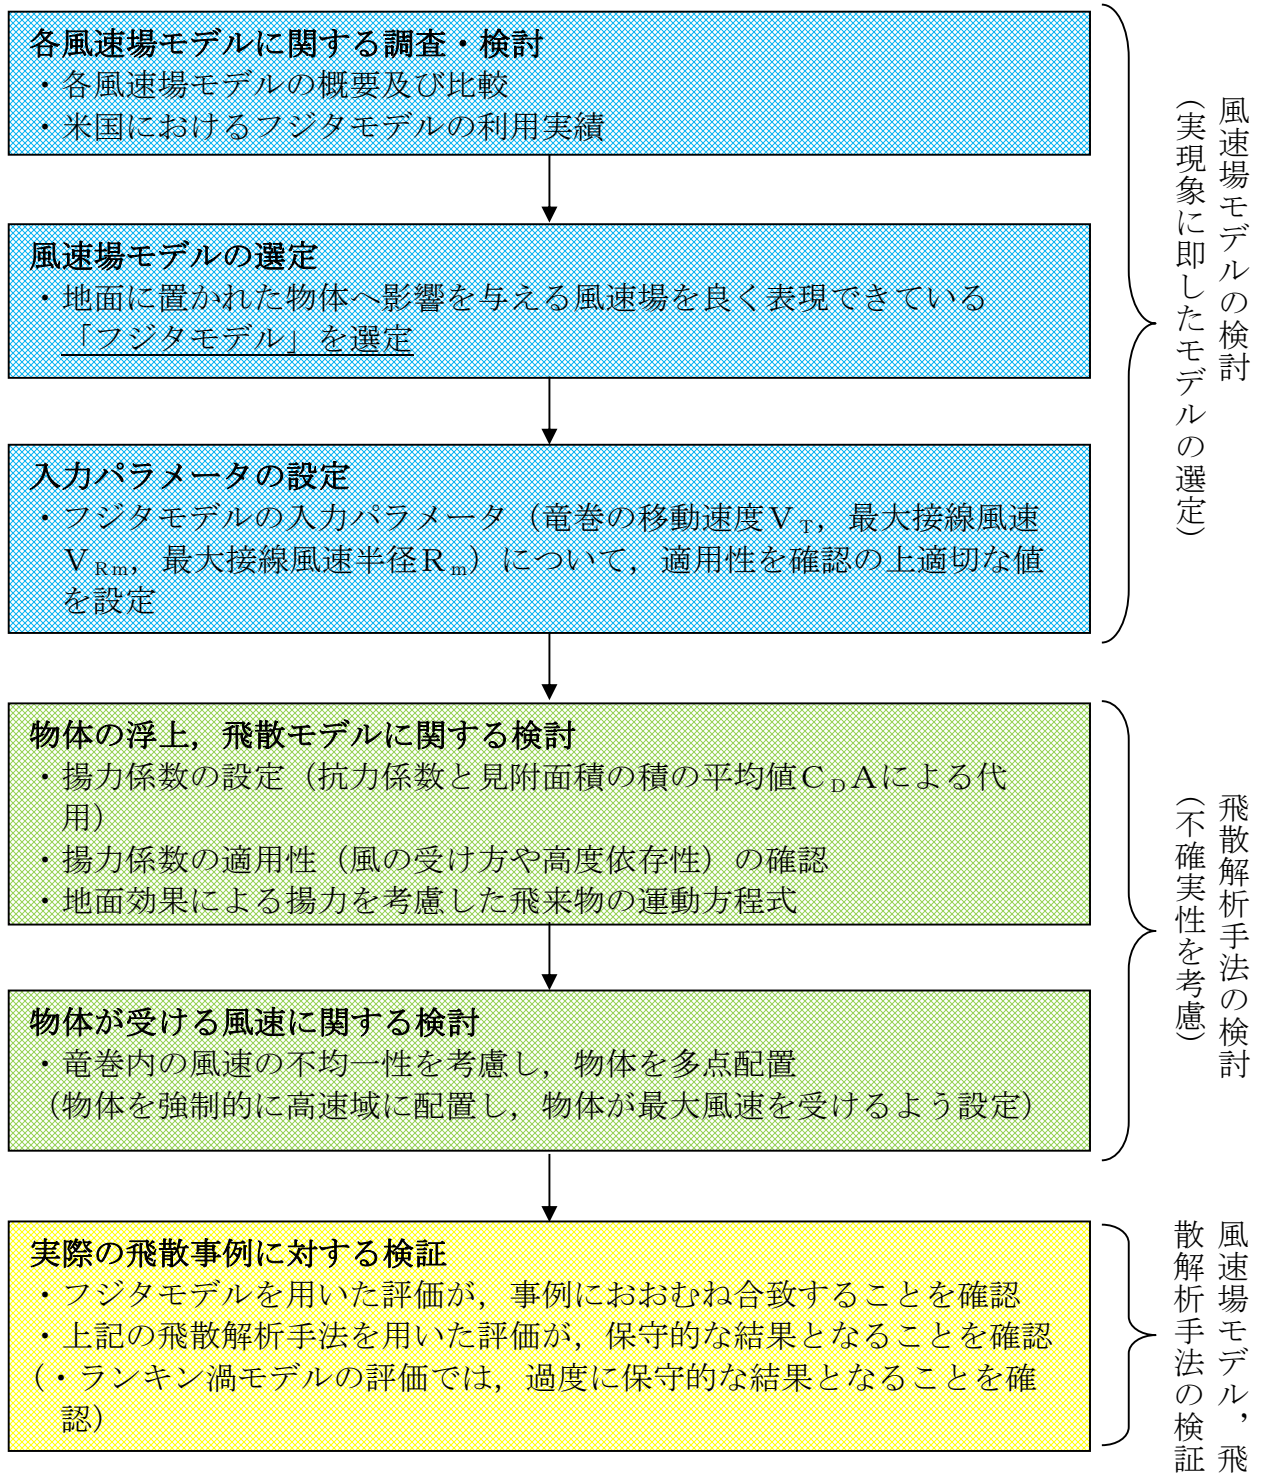 各風速場モデルに関する調査・検討
・各風速場モデルの概要及び比較
・米国におけるフジタモデルの利用実績
風速場モデルの選定
・地面に置かれた物体へ影響を与える風速場を良く表現できている
「フジタモデル」を選定
入力パラメータの設定
・フジタモデルの入力パラメータ（竜巻の移動速度ＶT，最大接線風速
ＶRm，最大接線風速半径Ｒm）について，適用性を確認の上適切な値
を設定
風速場モデルの検討
（実現象に即したモデルの選定）
物体の浮上，飛散モデルに関する検討
・揚力係数の設定（抗力係数と見附面積の積の平均値ＣDＡによる代
用）
・揚力係数の適用性（風の受け方や高度依存性）の確認
・地面効果による揚力を考慮した飛来物の運動方程式
物体が受ける風速に関する検討
・竜巻内の風速の不均一性を考慮し，物体を多点配置
（物体を強制的に高速域に配置し，物体が最大風速を受けるよう設定）
飛散解析手法の検討
（不確実性を考慮）
実際の飛散事例に対する検証
・フジタモデルを用いた評価が，事例におおむね合致することを確認
・上記の飛散解析手法を用いた評価が，保守的な結果となることを確認
（・ランキン渦モデルの評価では，過度に保守的な結果となることを確
認）
風速場モデル，飛
散解析手法の検証